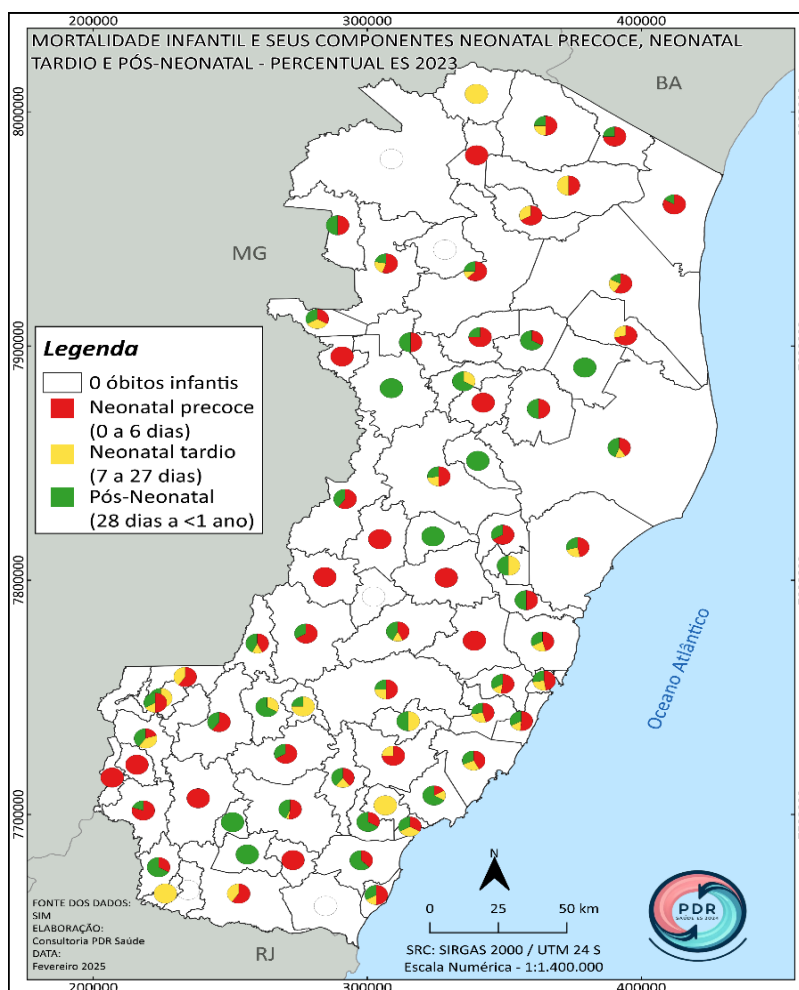 200000 300000 400000
MORTALIDADE INFANTIL E SEUS COMPONENTES NEONATAL PRECOCE, NEONATAL
TARDIO E PÓS-NEONATAL - PERCENTUAL ES 2023
BA
8000000
MG
7900000
Legenda
0 óbitos infantis
Neonatal precoce
(0 a 6 dias)
Neonatal tardio
(7 a 27 dias)
Pós-Neonatal
(28 dias a <1 ano)
7800000
Oceano Atlântico
7700000
N
0 25 50 km
SRC: SIRGAS 2000 / UTM 24 S
Escala Numérica - 1:1.400.000
PDR
SAÚDE ES 2024
FONTE DOS DADOS:
SIM
ELABORAÇÃO:
Consultoria PDR Saúde
DATA:
Fevereiro 2025
RJ
200000 300000 400000